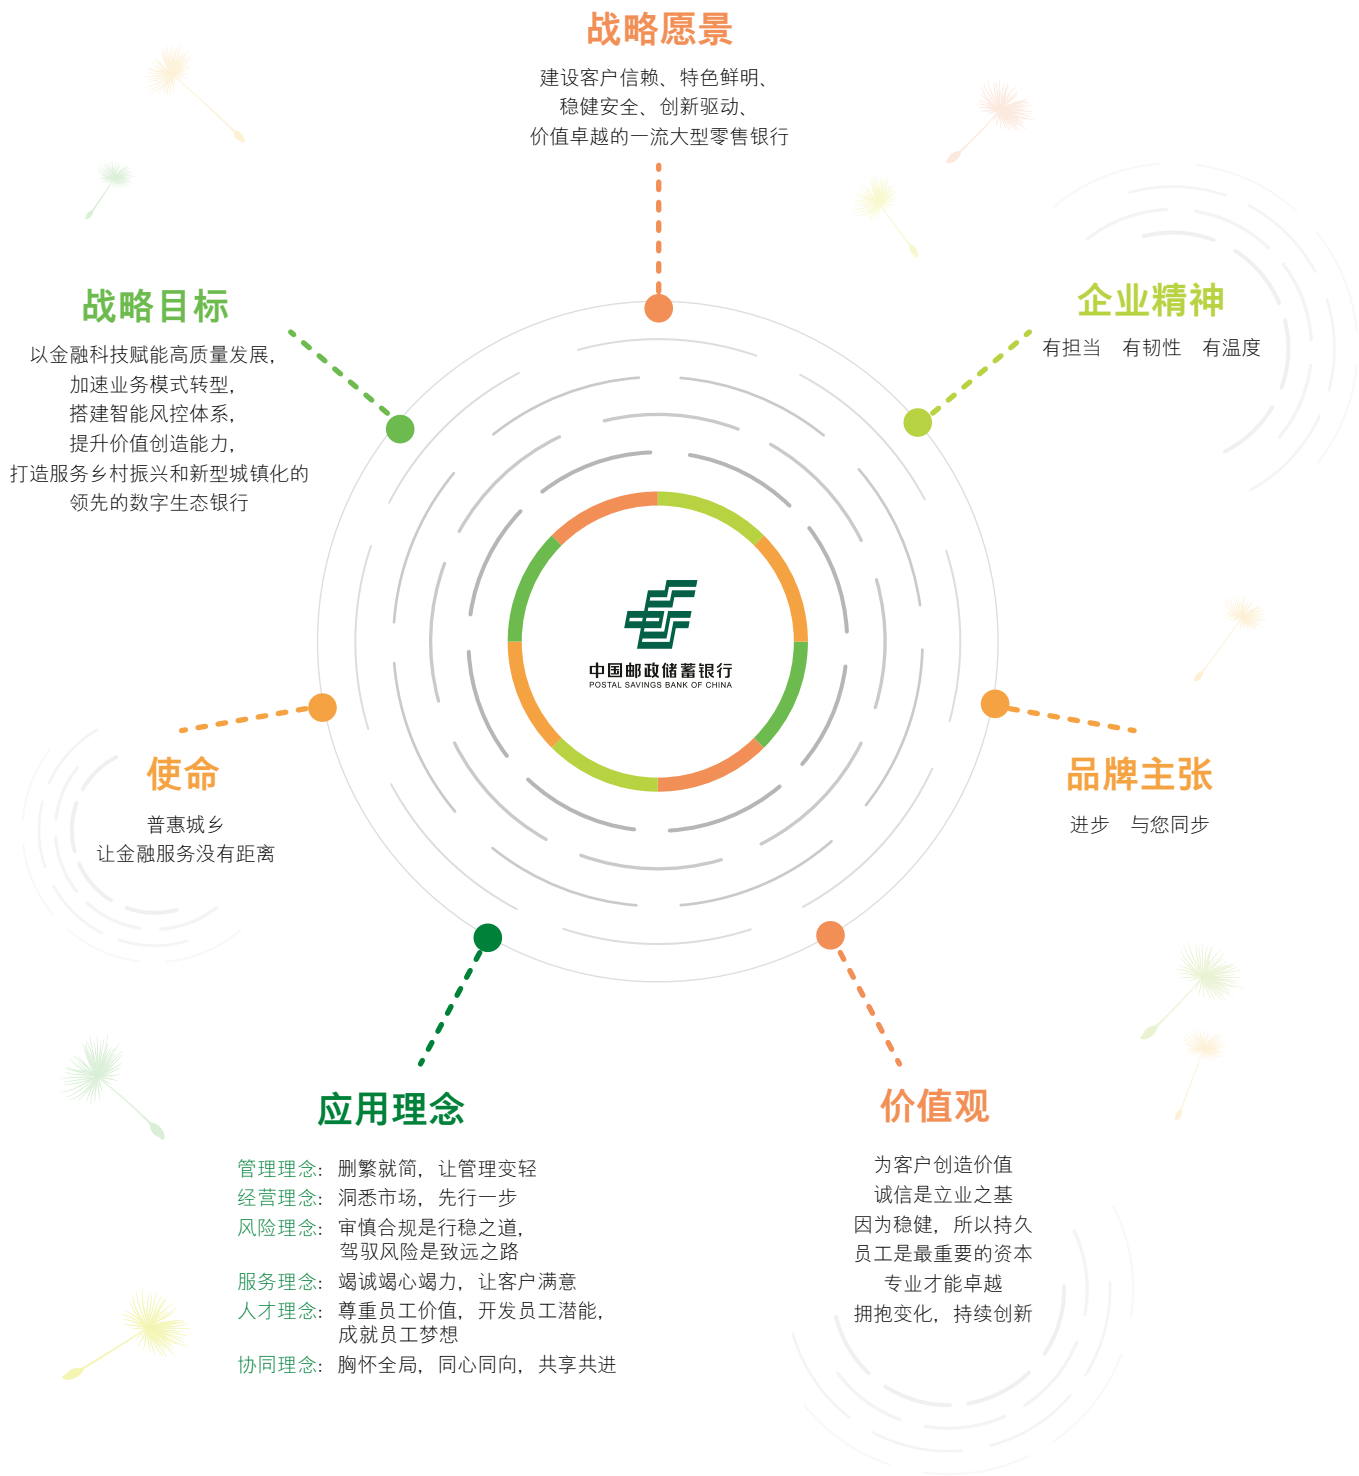 战略愿景
建设客户信赖、特色鲜明、
稳健安全、创新驱动、
价值卓越的一流大型零售银行
战略目标
以金融科技赋能高质量发展，
加速业务模式转型，
搭建智能风控体系，
提升价值创造能力，
打造服务乡村振兴和新型城镇化的
领先的数字生态银行
企业精神
有担当 有韧性 有温度
中国邮政储蓄银行
POSTAL SAVINGS BANK OF CHINA
使命
普惠城乡
让金融服务没有距离
品牌主张
进步 与您同步
应用理念
管理理念：删繁就简，让管理变轻
经营理念：洞悉市场，先行一步
风险理念：审慎合规是行稳之道，
驾驭风险是致远之路
服务理念：竭诚竭心竭力，让客户满意
人才理念：尊重员工价值，开发员工潜能，
成就员工梦想
协同理念：胸怀全局，同心同向，共享共进
价值观
为客户创造价值
诚信是立业之基
因为稳健，所以持久
员工是最重要的资本
专业才能卓越
拥抱变化，持续创新